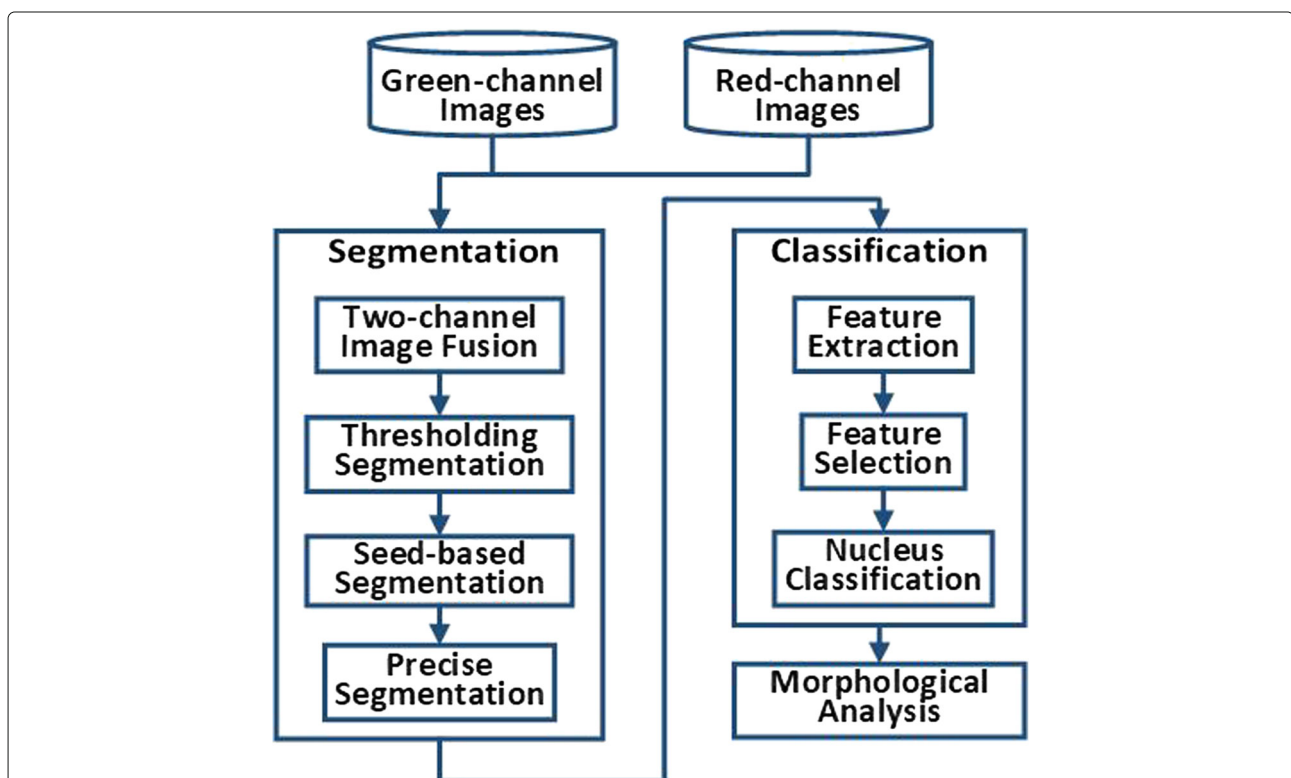 Green-channel
Images
Red-channel
Images
Segmentation
Two-channel
Image Fusion
Thresholding
Segmentation
Seed-based
Segmentation
Precise
Segmentation
Classification
Feature
Extraction
Feature
Selection
Nucleus
Classification
Morphological
Analysis